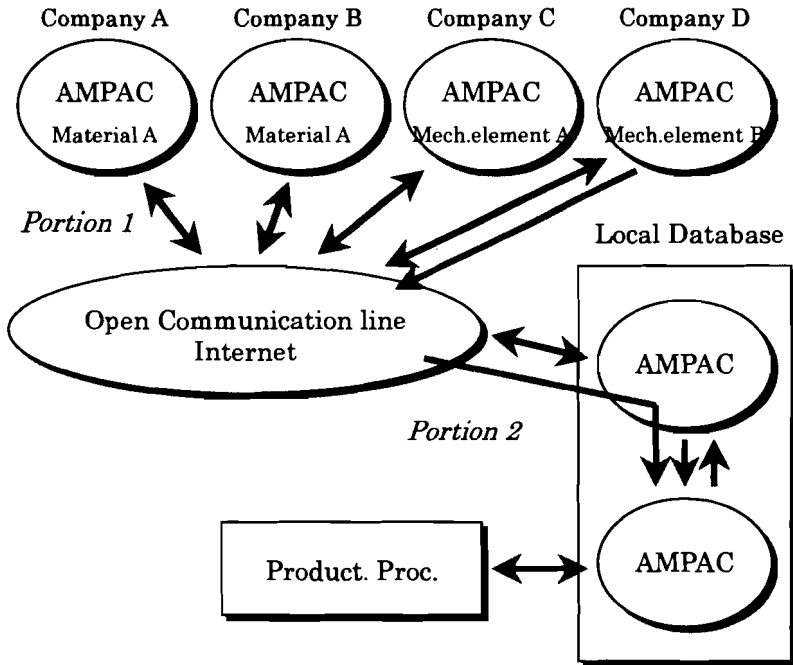 Company A
Company B
Company C
Company D
AMPAC
AMPAC
AMPAC
AMPAC
Material A
Material A
Mech.element A
Mech.element B
Portion 1
Local Database
Open Communication line
Internet
AMPAC
Portion 2
Product. Proc.
AMPAC